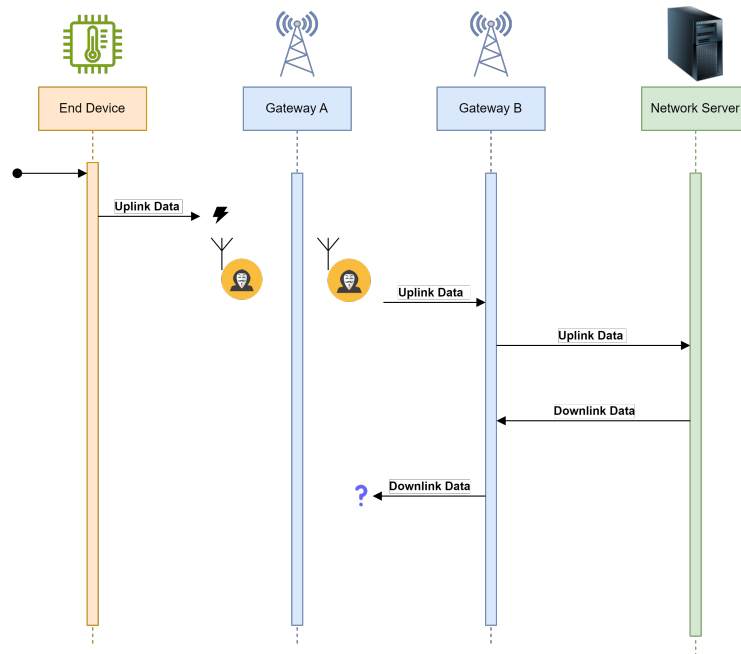 End Device
Gateway A
Gateway B
Network Server
Uplink Data
Uplink Data
Uplink Data
Downlink Data
Downlink Data
?